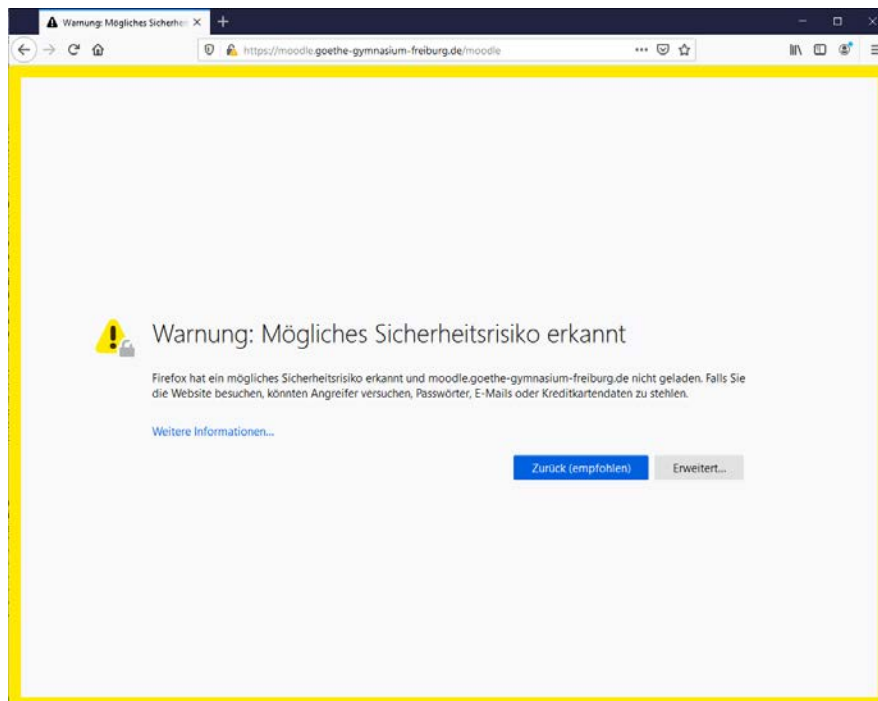 Warnung: Mögliches Sicherhei
https://moodle.goethe-gymnasium-freiburg.de/moodle
Warnung: Mögliches Sicherheitsrisiko erkannt
Firefox hat ein mögliches Sicherheitsrisiko erkannt und moodle.goethe-gymnasium-freiburg.de nicht geladen. Falls Sie
die Website besuchen, könnten Angreifer versuchen, Passwörter, E-Mails oder Kreditkartendaten zu stehlen.
Weitere Informationen...
Zurück (empfohlen)
Erweitert...